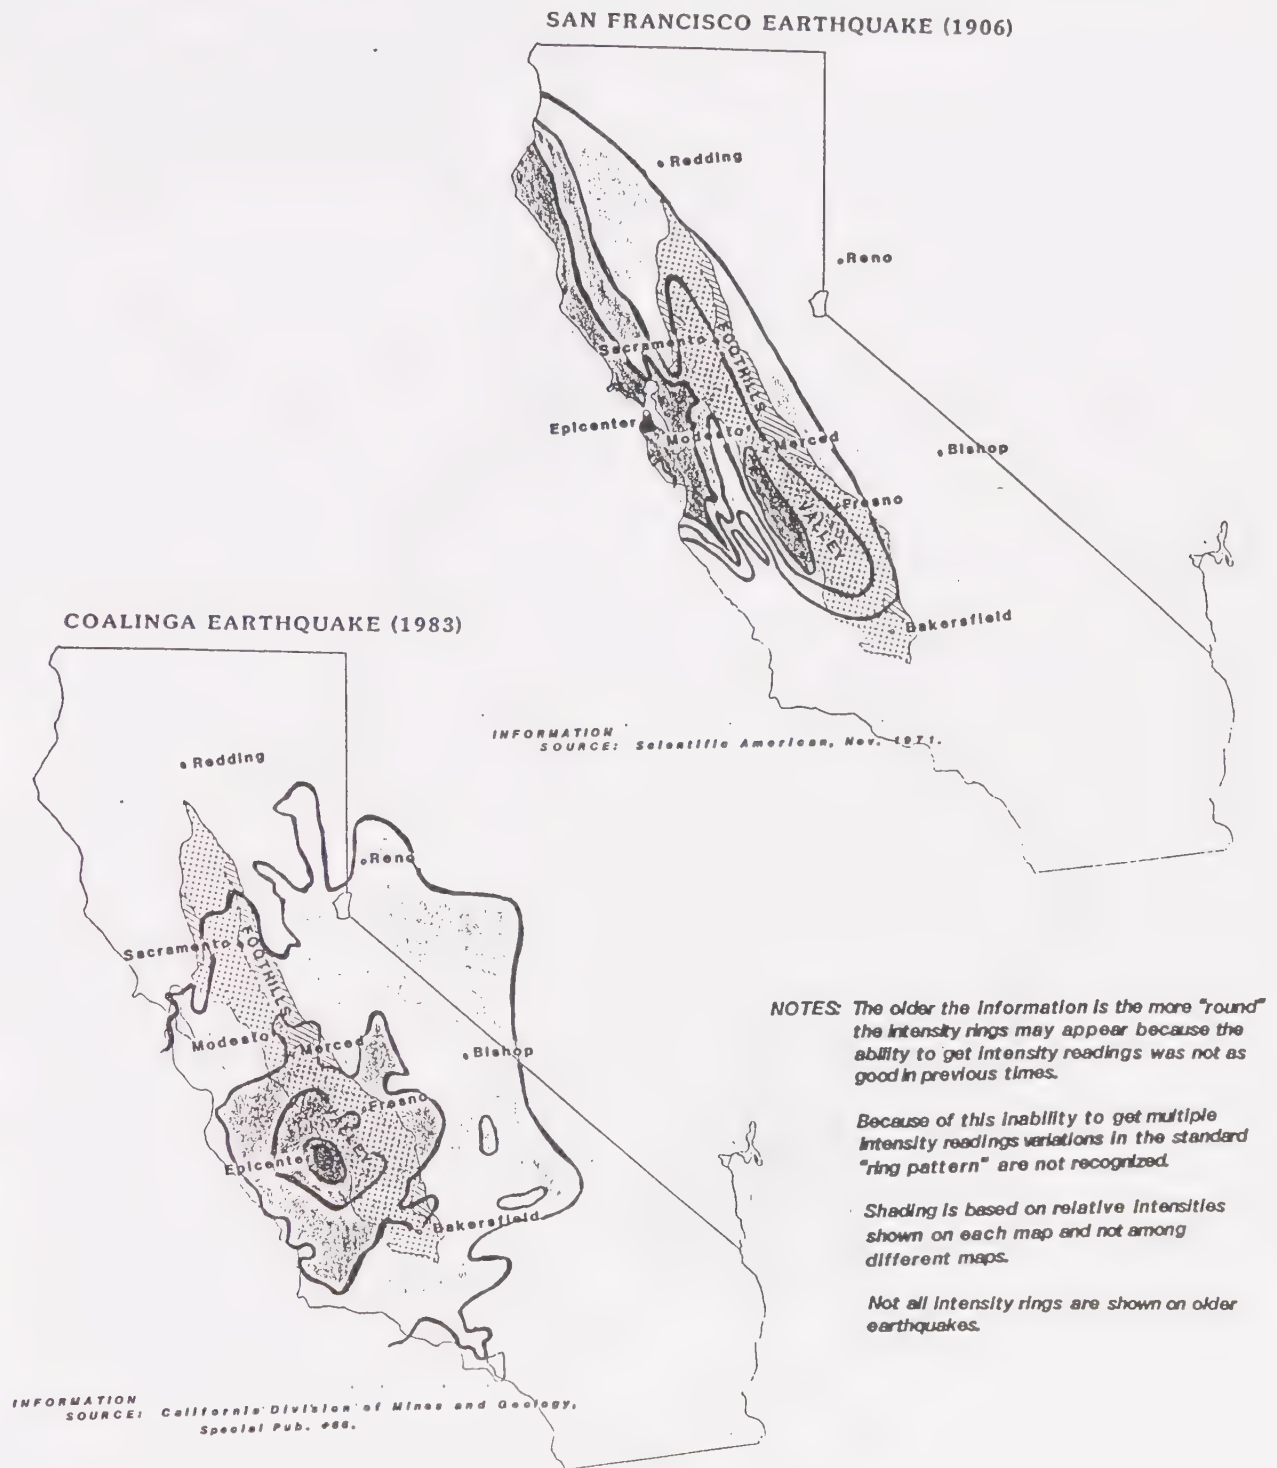 SAN FRANCISCO EARTHQUAKE (1906)
Redding
Reno
Sacramento
FOOTHILLS
Epicenter
Modesto
Merced
Bishop
Fresno
VALLEY
Bakersfield
INFORMATION
SOURCE: Scientific American, Nov. 1971.
COALINGA EARTHQUAKE (1983)
Redding
Reno
Sacramento
FOOTHILLS
Modesto
Merced
Bishop
Fresno
Epicenter
Bakersfield
INFORMATION
SOURCE: California Division of Mines and Geology,
Special Pub. #66.
NOTES: The older the information is the more "round"
the intensity rings may appear because the
ability to get intensity readings was not as
good in previous times.
Because of this inability to get multiple
intensity readings variations in the standard
"ring pattern" are not recognized.
Shading is based on relative intensities
shown on each map and not among
different maps.
Not all intensity rings are shown on older
earthquakes.